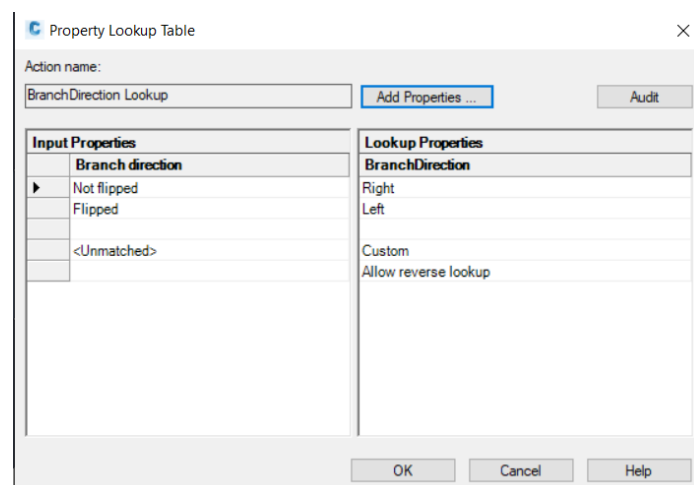 Property Lookup Table
Action name:
BranchDirection Lookup
Add Properties ...
Audit
Input Properties
Lookup Properties
Branch direction
BranchDirection
Not flipped
Right
Flipped
Left
<Unmatched>
Custom
Allow reverse lookup
OK
Cancel
Help